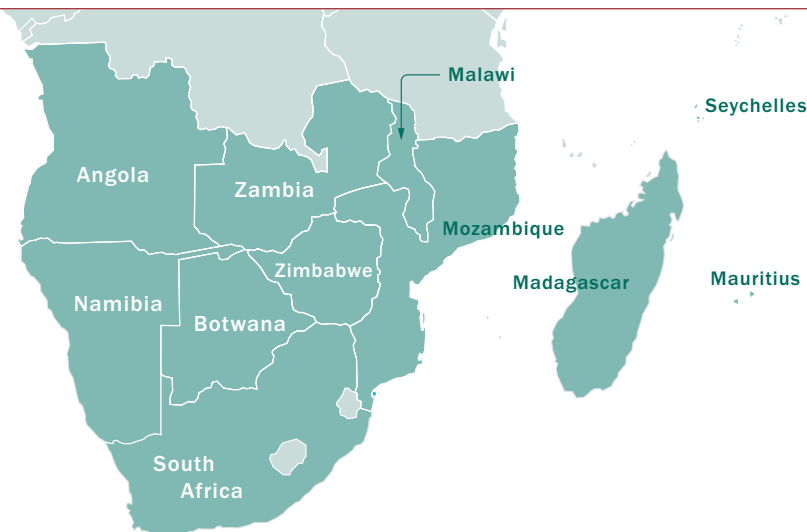 Malawi
Seychelles
Angola
Zambia
Mozambique
Zimbabwe
Madagascar
Mauritius
Namibia
Botwana
South
Africa